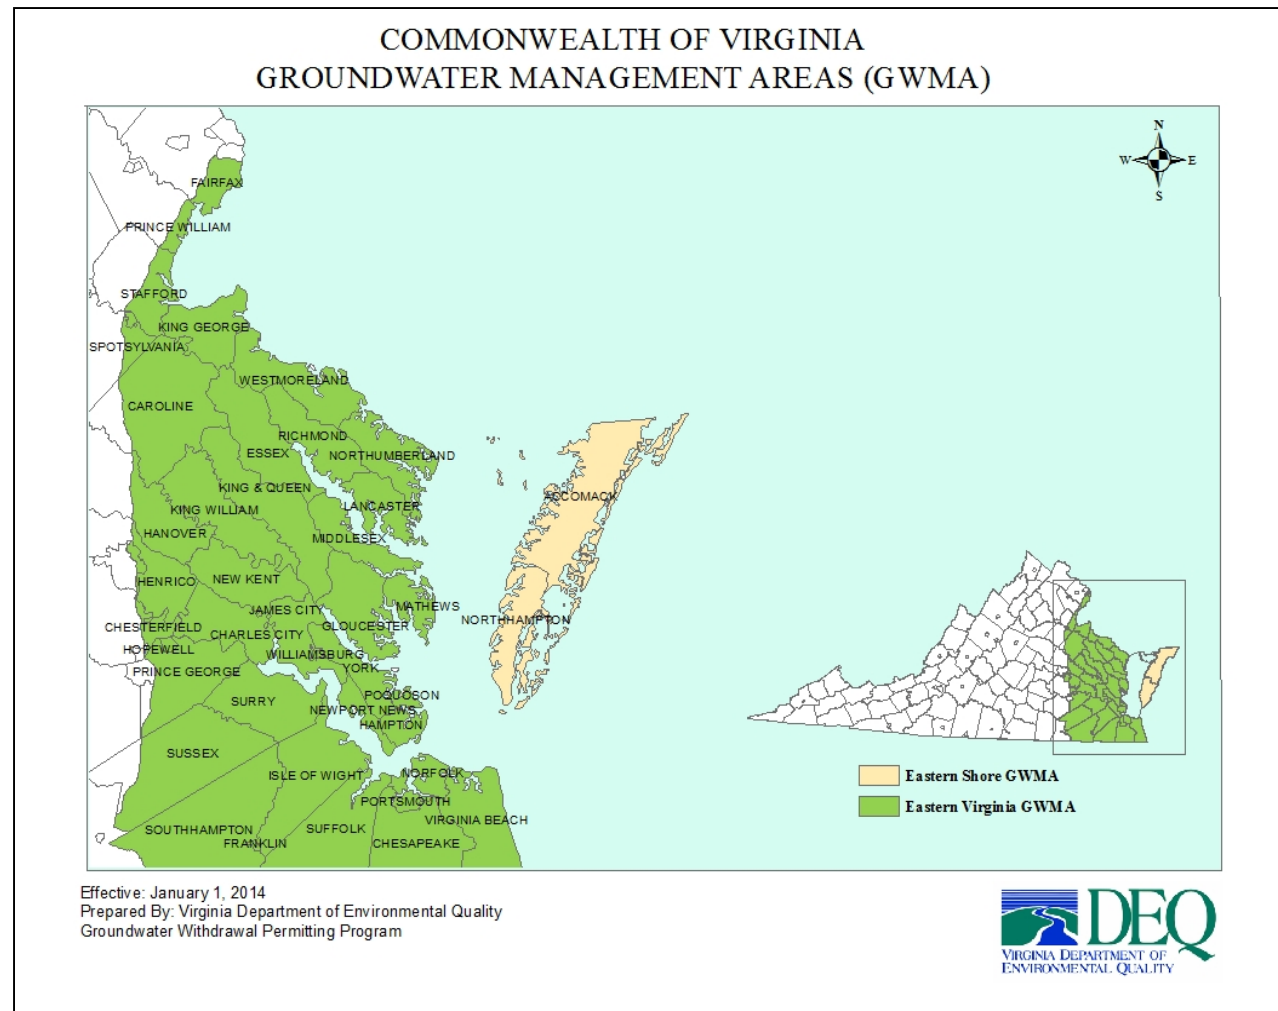 COMMONWEALTH OF VIRGINIA
GROUNDWATER MANAGEMENT AREAS (GWMA)
N
W E
S
FAIRFAX
PRINCE WILLIAM
STAFFORD
KING GEORGE
SPOTSYLVANIA
WESTMORELAND
CAROLINE
RICHMOND
ESSEX
NORTHUMBERLAND
KING & QUEEN
ACCOMACK
LANCASTER
KING WILLIAM
HANOVER
MIDDLESEX
HENRICO
NEW KENT
JAMES CITY
MATHEWS
NORTHHAMPTON
CHESTERFIELD
GLOUCESTER
CHARLES CITY
HOPEWELL
WILLIAMSBURG
YORK
PRINCE GEORGE
POQUOSON
SURRY
NEWPORT NEWS
HAMPTON
SUSSEX
ISLE OF WIGHT
NORFOLK
PORTSMOUTH
VIRGINIA BEACH
SOUTHHAMPTON
SUFFOLK
FRANKLIN
CHESAPEAKE
Eastern Shore GWMA
Eastern Virginia GWMA
Effective: January 1, 2014
Prepared By: Virginia Department of Environmental Quality
Groundwater Withdrawal Permitting Program
DEQ
VIRGINIA DEPARTMENT OF
ENVIRONMENTAL QUALITY